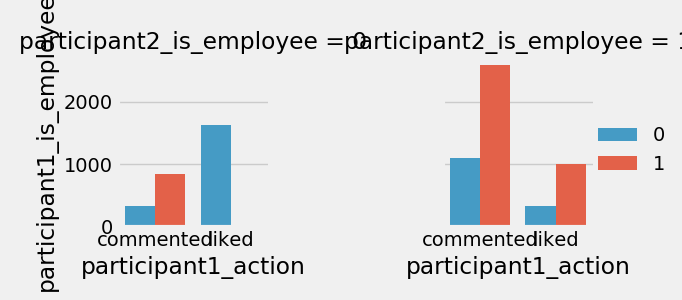 participant2_is_employee = 0
participant2_is_employee = 1
participant1_is_employee
2000
1000
0
commented
liked
commented
liked
participant1_action
participant1_action
0
1